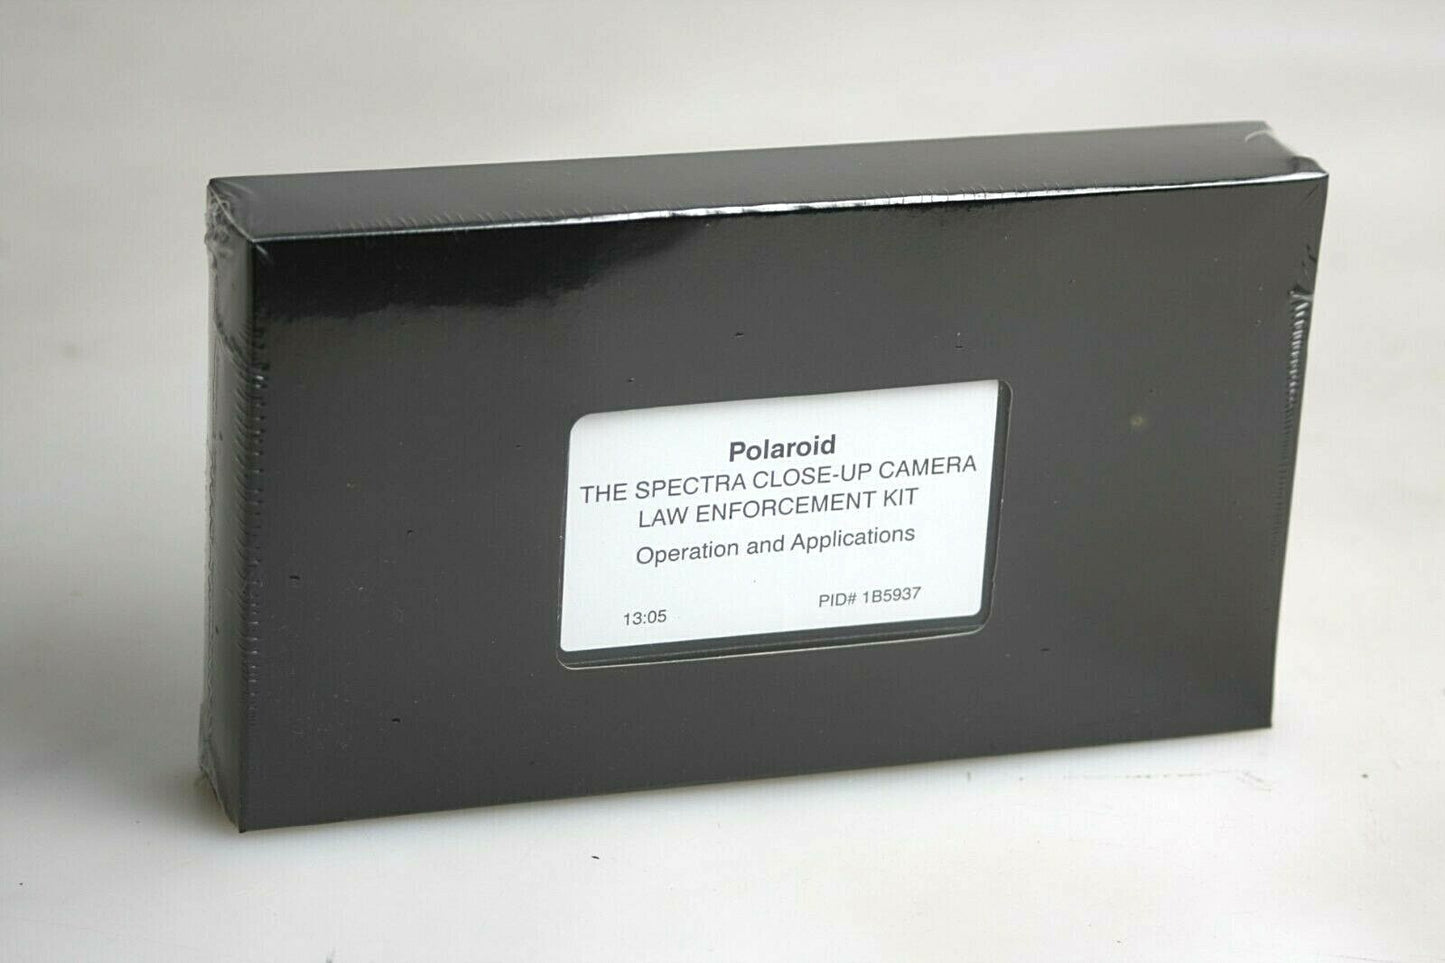 Polaroid
THE SPECTRA CLOSE-UP CAMERA
LAW ENFORCEMENT KIT
Operation and Applications
13:05 PID# 1B5937